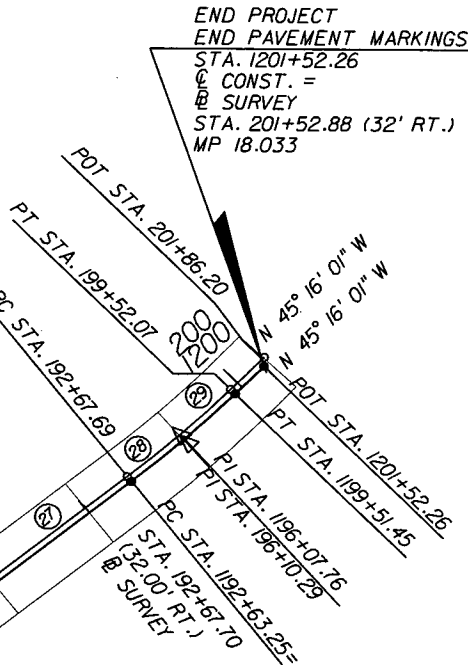 END PROJECT
END PAVEMENT MARKINGS
STA. 1201+52.26
℄ CONST. =
B SURVEY
STA. 201+52.88 (32' RT.)
MP 18.033
POT STA. 201+86.20
PT STA. 199+52.07
PC STA. 192+67.69
200
1200
N 45° 16' 01" W
N 45° 16' 01" W
29
28
27
POT STA. 1201+52.26
PT STA. 1199+51.45
PI STA. 1196+07.76
PI STA. 196+10.29
PC STA. 1192+63.25=
STA. 192+67.70
(32.00' RT.)
B SURVEY